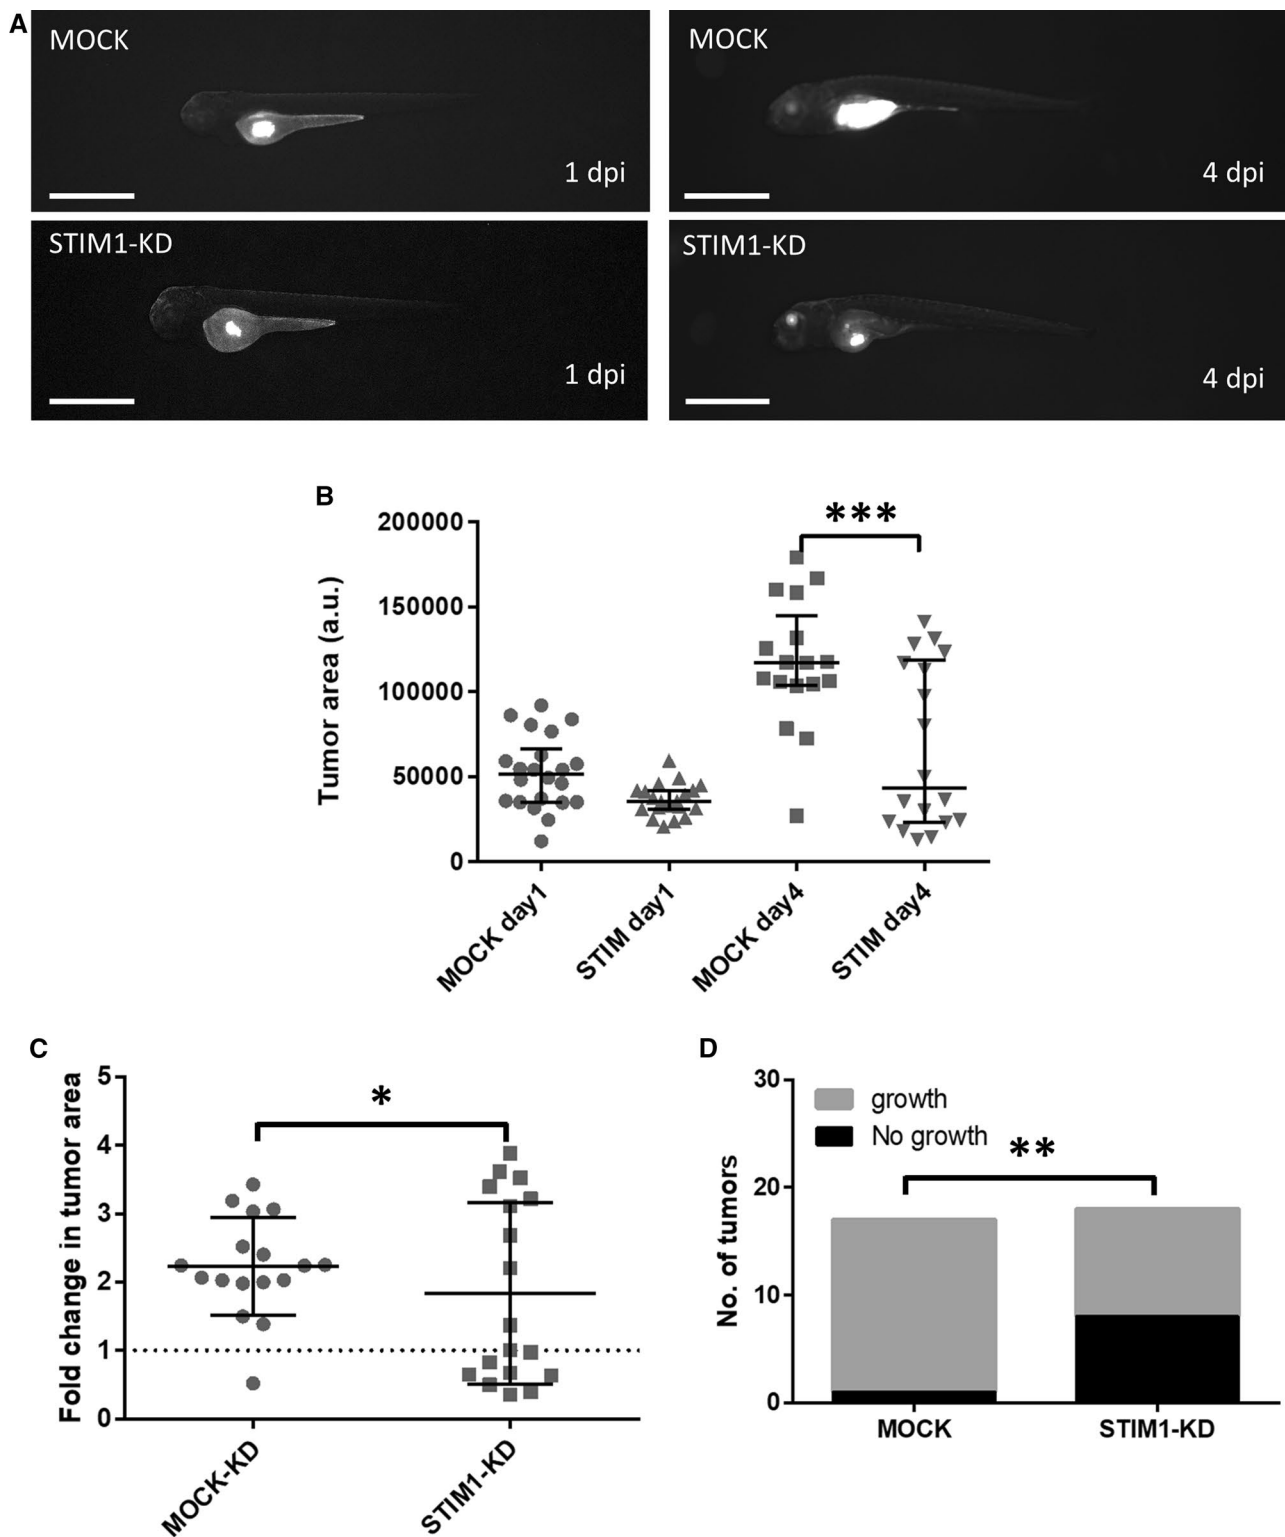 A
MOCK
1 dpi
MOCK
4 dpi
STIM1-KD
1 dpi
STIM1-KD
4 dpi
B
Tumor area (a.u.)
200000
150000
100000
50000
0
***
MOCK day1
STIM day1
MOCK day4
STIM day4
C
Fold change in tumor area
5
4
3
2
1
0
*
MOCK-KD
STIM1-KD
D
No. of tumors
30
20
10
0
growth
No growth
**
MOCK
STIM1-KD